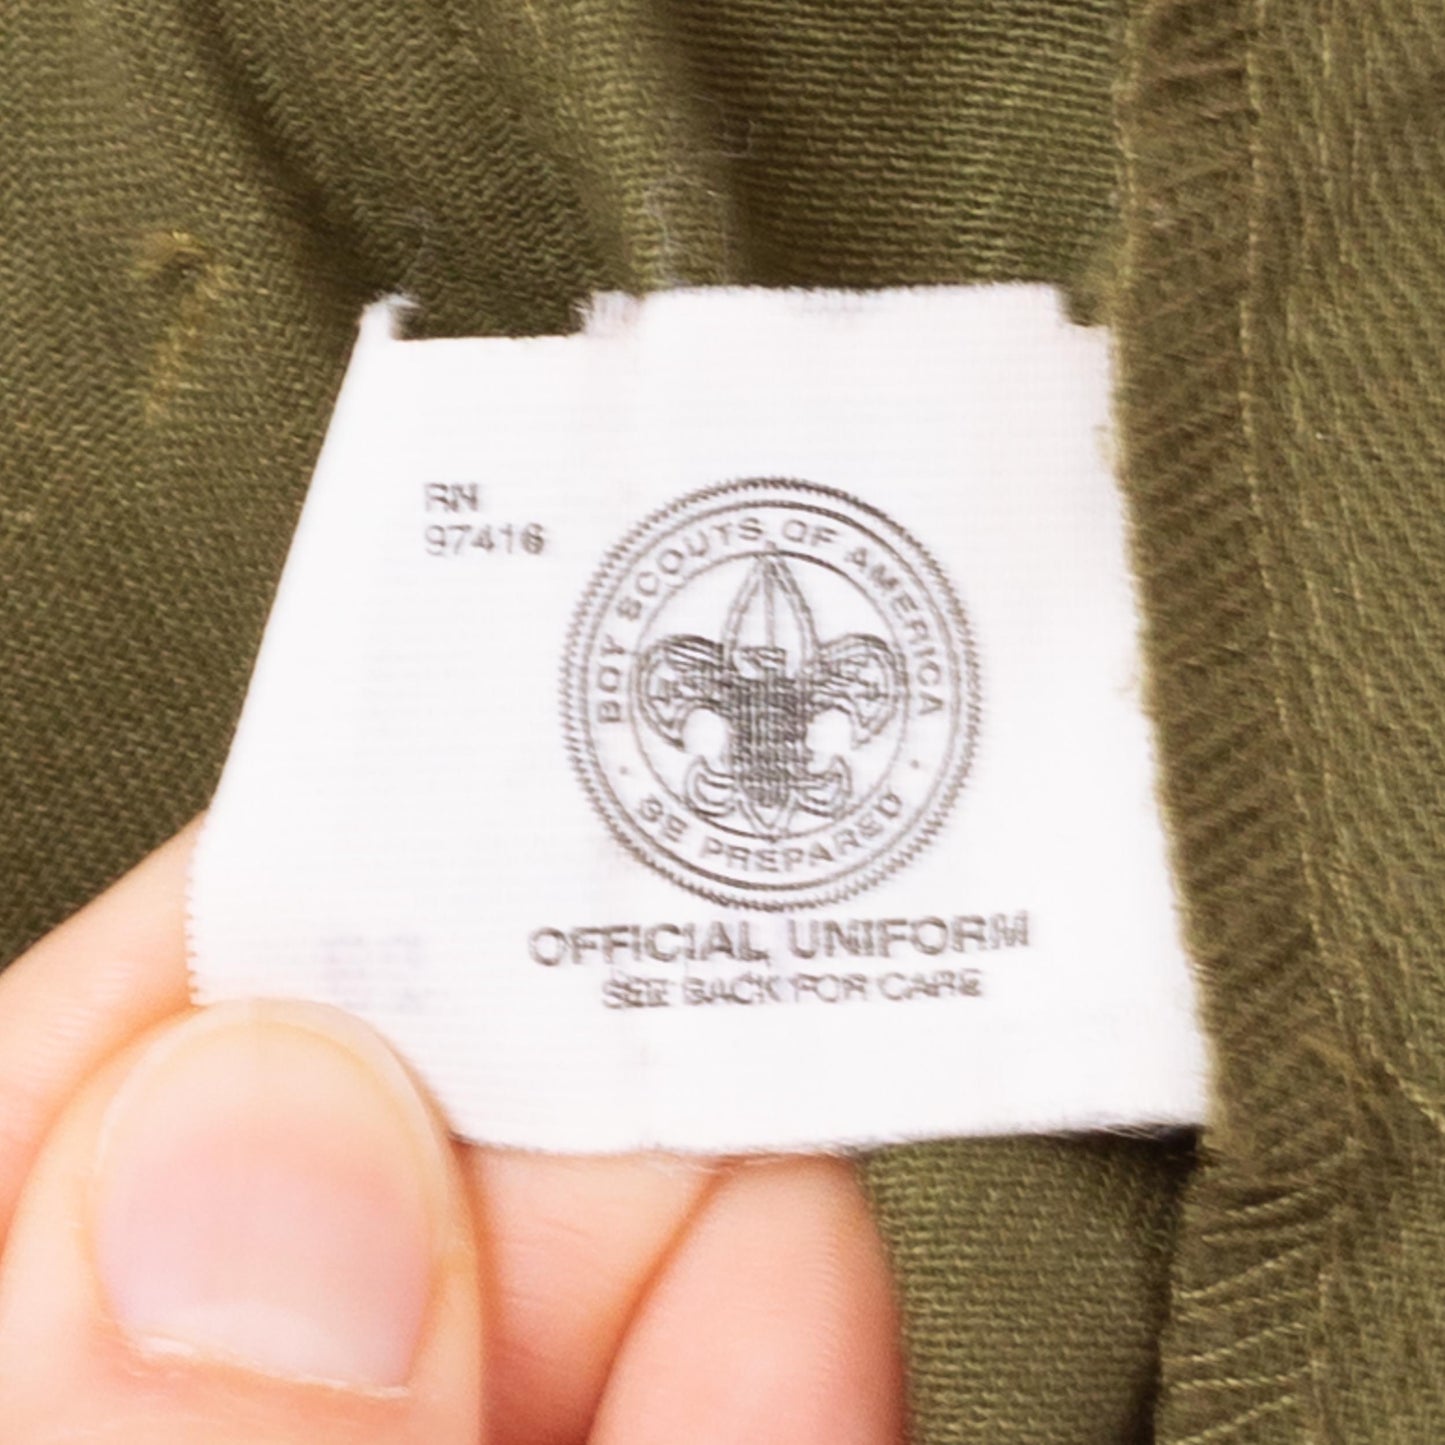 RN
97416
BOY SCOUTS OF AMERICA
BE PREPARED
OFFICIAL UNIFORM
SEE BACK FOR CARE